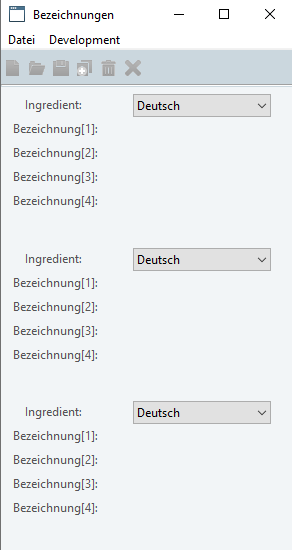 Bezeichnungen
Datei Development
Ingredient: Deutsch
Bezeichnung[1]:
Bezeichnung[2]:
Bezeichnung[3]:
Bezeichnung[4]:
Ingredient: Deutsch
Bezeichnung[1]:
Bezeichnung[2]:
Bezeichnung[3]:
Bezeichnung[4]:
Ingredient: Deutsch
Bezeichnung[1]:
Bezeichnung[2]:
Bezeichnung[3]:
Bezeichnung[4]: